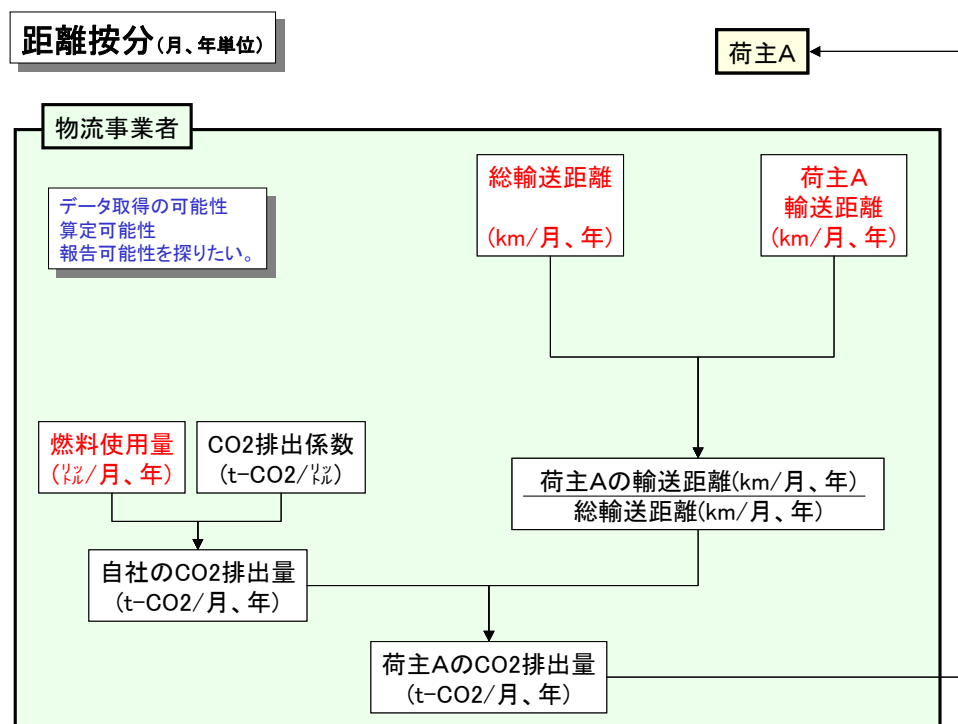 距離按分(月、年単位)
荷主A
物流事業者
データ取得の可能性
算定可能性
報告可能性を探りたい。
総輸送距離
(km/月、年)
荷主A
輸送距離
(km/月、年)
燃料使用量
(㍑/月、年)
CO2排出係数
(t-CO2/㍑)
荷主Aの輸送距離(km/月、年)
総輸送距離(km/月、年)
自社のCO2排出量
(t-CO2/月、年)
荷主AのCO2排出量
(t-CO2/月、年)